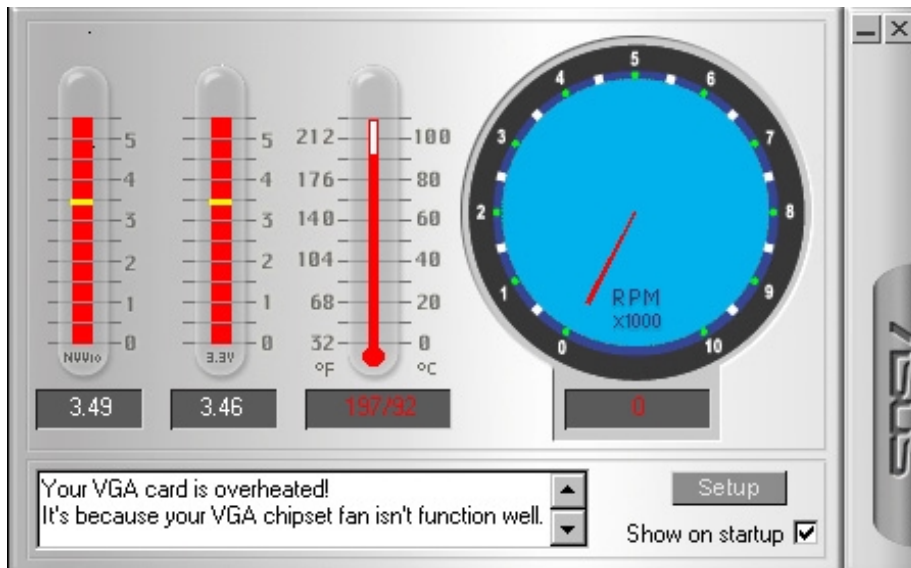 5
4
3
2
1
0
NVVIO
3.49
5
4
3
2
1
0
3.3V
3.46
212 100
176 80
140 60
104 40
68 20
32 0
°F °C
197/92
0 1 2 3 4 5 6 7 8 9 10
RPM
x1000
0
Your VGA card is overheated!
It's because your VGA chipset fan isn't function well.
Setup
Show on startup
ASUS